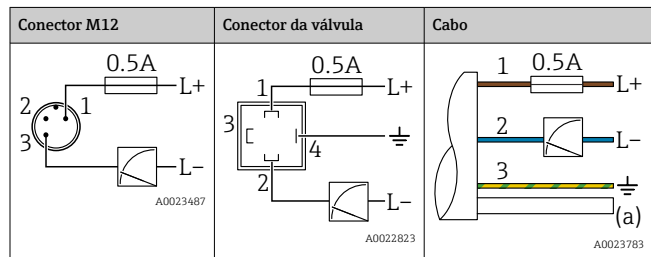 Conector M12
Conector da válvula
Cabo
0.5A
L+
2 1
3
L-
A0023487
0.5A
1
L+
3
4
2
L-
A0022823
1 0.5A
L+
2
L-
3
(a)
A0023783